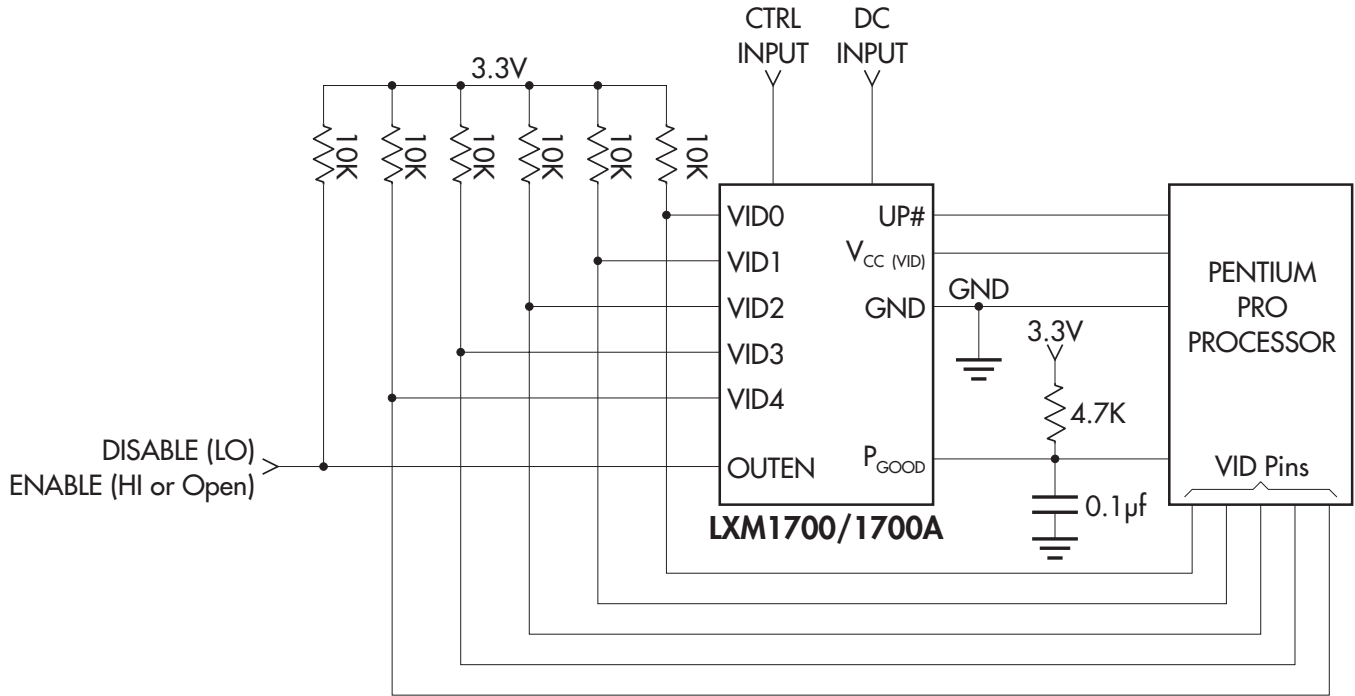 CTRL
INPUT
DC
INPUT
3.3V
10K
10K
10K
10K
10K
10K
VID0
VID1
VID2
VID3
VID4
OUTEN
UP#
VCC (VID)
GND
PGOOD
LXM1700/1700A
GND
3.3V
4.7K
0.1µf
PENTIUM
PRO
PROCESSOR
VID Pins
DISABLE (LO)
ENABLE (HI or Open)